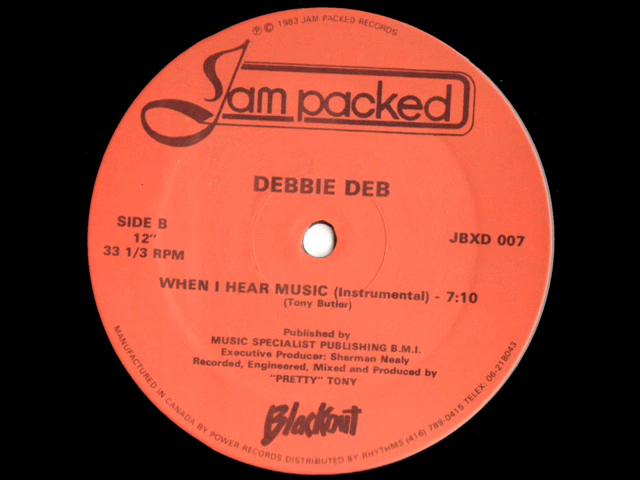 ℗ © 1983 JAM PACKED RECORDS
Jam packed
DEBBIE DEB
SIDE B
12"
33 1/3 RPM
JBXD 007
WHEN I HEAR MUSIC (Instrumental) - 7:10
(Tony Butler)
Published by
MUSIC SPECIALIST PUBLISHING B.M.I.
Executive Producer: Sherman Nealy
Recorded, Engineered, Mixed and Produced by
"PRETTY" TONY
Blackout
MANUFACTURED IN CANADA BY POWER RECORDS DISTRIBUTED BY RHYTHMS (416) 789-0415 TELEX: 06-218043